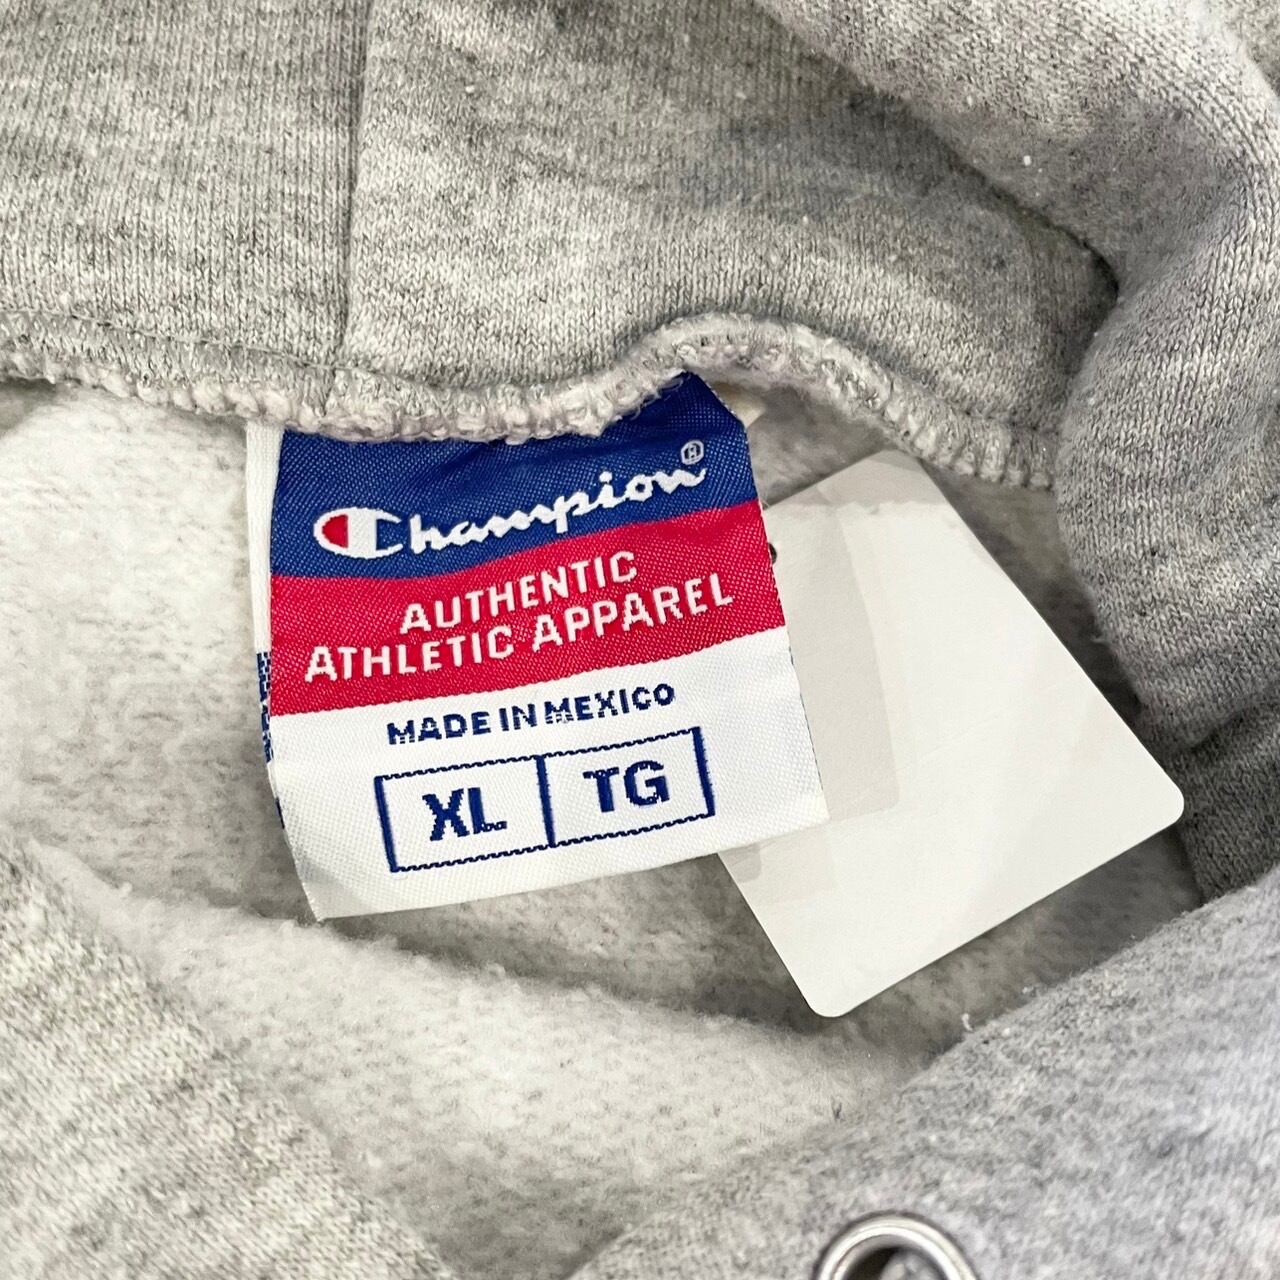 Champion®
AUTHENTIC
ATHLETIC APPAREL
MADE IN MEXICO
XL TG